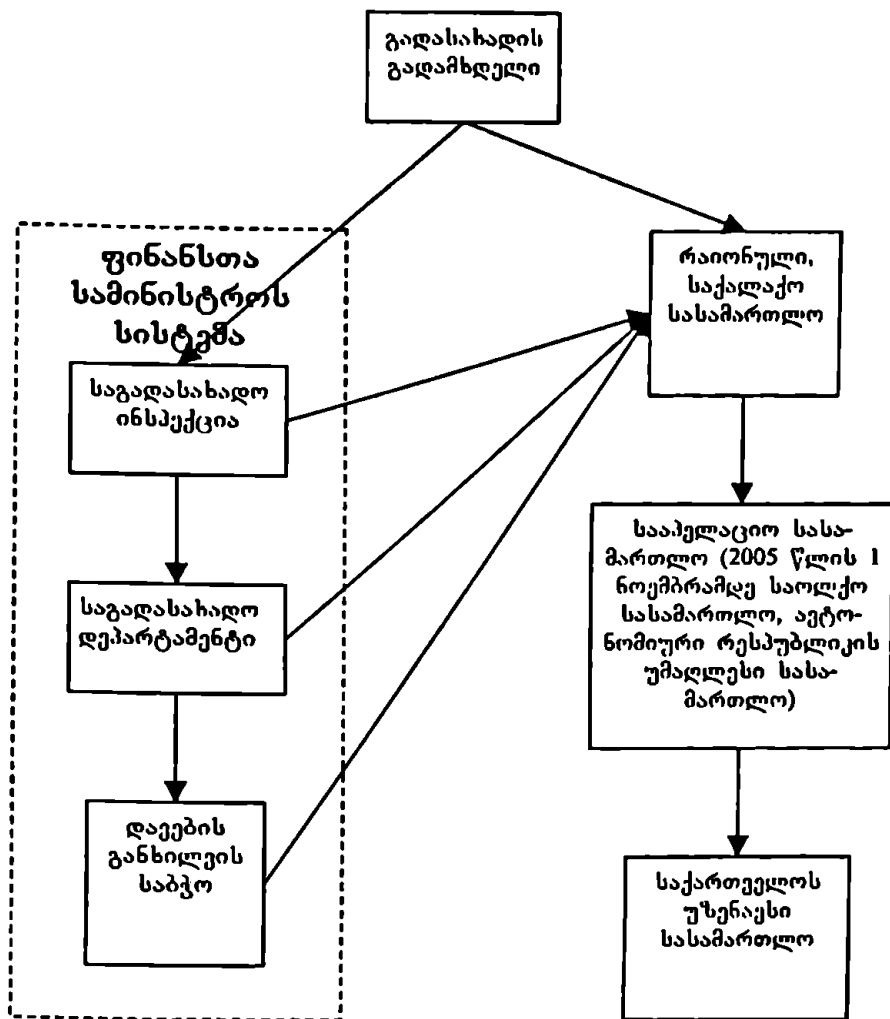 გადასახადის
გადამხდელი
ფინანსთა
სამინისტროს
სისტემა
რაიონული,
საქალაქო
სასამართლო
საგადასახადო
ინსპექცია
სააპელაციო სასა-
მართლო (2005 წლის 1
ნოემბრამდე საოლქო
სასამართლო, ავტო-
ნომიური რესპუბლიკის
უმაღლესი სასა-
მართლო)
საგადასახადო
დეპარტამენტი
დავების
განხილვის
საბჭო
საქართველოს
უზენაესი
სასამართლო